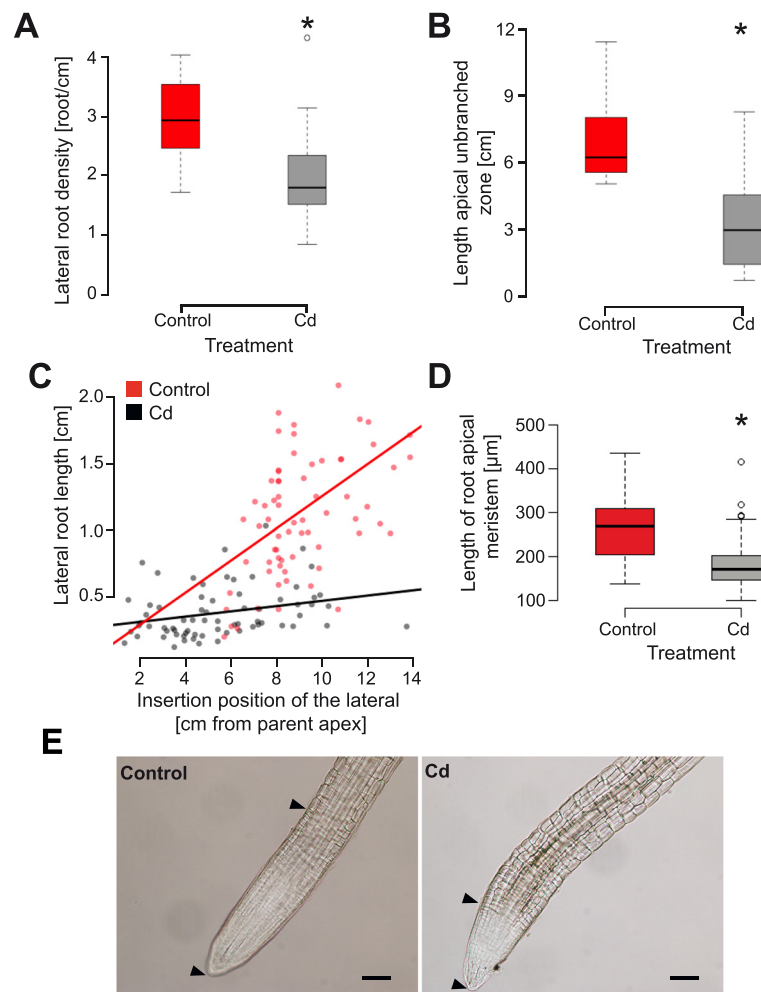 A
*
Lateral root density [root/cm]
4
3
2
1
0
Control
Cd
Treatment
B
*
Length apical unbranched
zone [cm]
12
9
6
3
0
Control
Cd
Treatment
C
Control
Cd
Lateral root length [cm]
2.0
1.5
1.0
0.5
2 4 6 8 10 12 14
Insertion position of the lateral
[cm from parent apex]
D
*
Length of root apical
meristem [µm]
500
400
300
200
100
Control
Cd
Treatment
E
Control
Cd